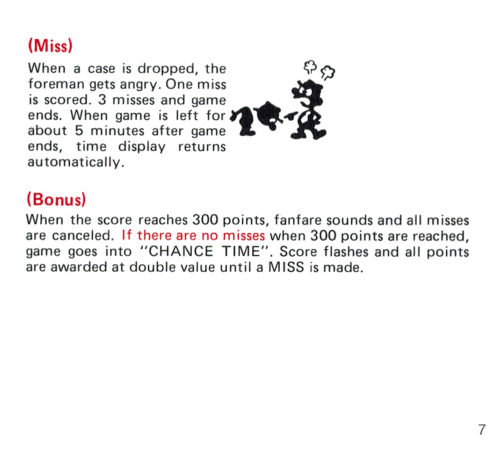 (Miss)
When a case is dropped, the
foreman gets angry. One miss
is scored. 3 misses and game
ends. When game is left for
about 5 minutes after game
ends, time display returns
automatically.
(Bonus)
When the score reaches 300 points, fanfare sounds and all misses
are canceled. If there are no misses when 300 points are reached,
game goes into "CHANCE TIME". Score flashes and all points
are awarded at double value until a MISS is made.
7